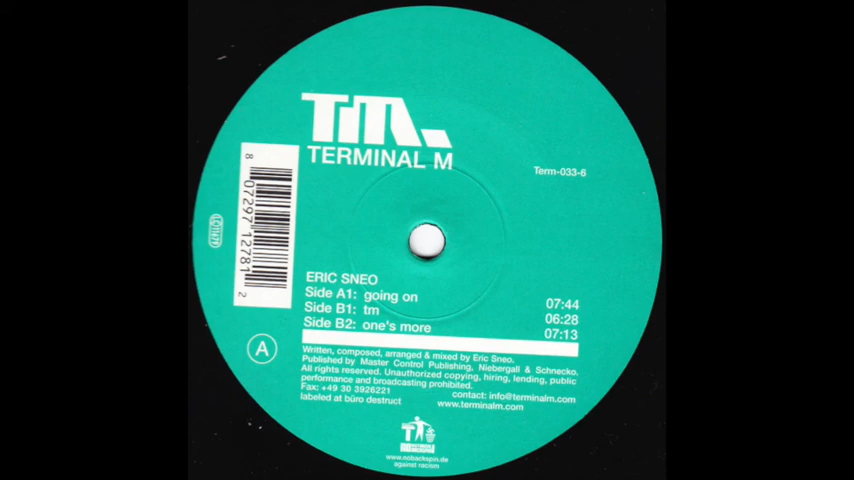 TM.
TERMINAL M
Term-033-6
8 07297 12781 2
LC11479
ERIC SNEO
Side A1: going on 07:44
Side B1: tm 06:28
Side B2: one's more 07:13
A
Written, composed, arranged & mixed by Eric Sneo.
Published by Master Control Publishing, Niebergall & Schnecko.
All rights reserved. Unauthorized copying, hiring, lending, public
performance and broadcasting prohibited.
Fax: +49 30 3926221 contact: info@terminalm.com
labeled at büro destruct www.terminalm.com
www.nobackspin.de
against racism